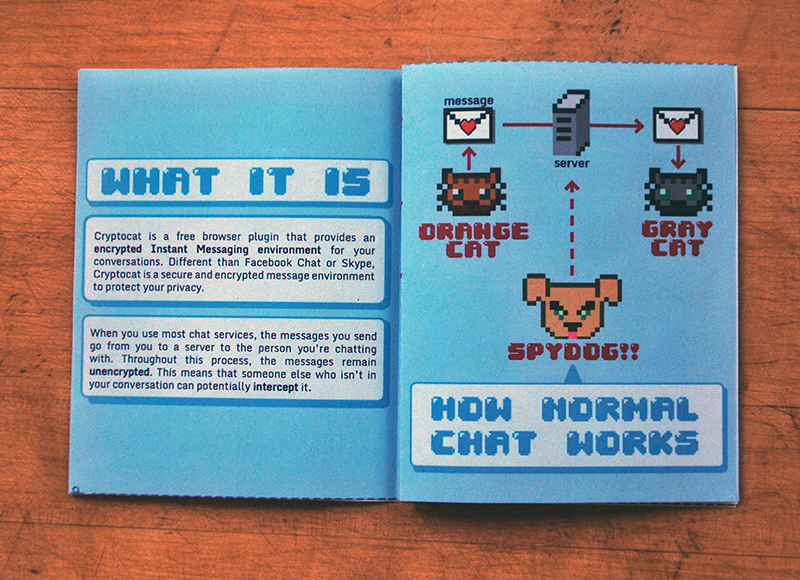 WHAT IT IS
Cryptocat is a free browser plugin that provides an
encrypted Instant Messaging environment for your
conversations. Different than Facebook Chat or Skype,
Cryptocat is a secure and encrypted message environment
to protect your privacy.
When you use most chat services, the messages you send
go from you to a server to the person you're chatting
with. Throughout this process, the messages remain
unencrypted. This means that someone else who isn't in
your conversation can potentially intercept it.
message
server
ORANGE
CAT
GRAY
CAT
SPYDOG!!
HOW NORMAL
CHAT WORKS